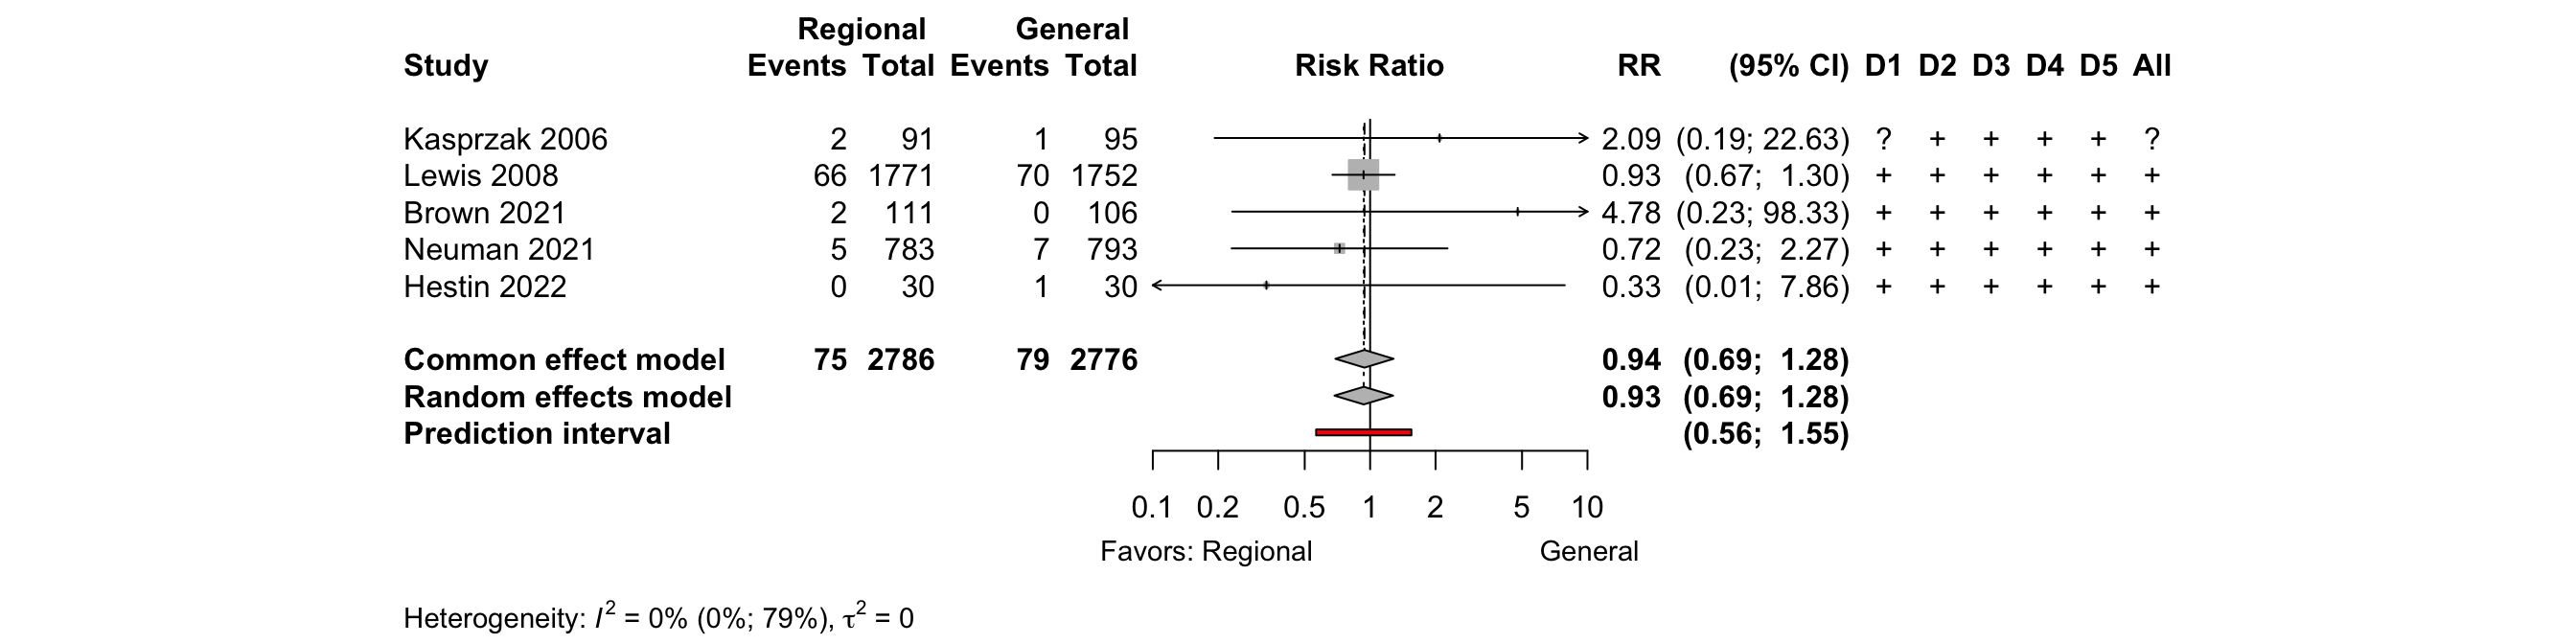 Regional General
Study Events Total Events Total Risk Ratio RR (95% CI) D1 D2 D3 D4 D5 All
Kasprzak 2006 2 91 1 95 2.09 (0.19; 22.63) ? + + + + ?
Lewis 2008 66 1771 70 1752 0.93 (0.67; 1.30) + + + + + +
Brown 2021 2 111 0 106 4.78 (0.23; 98.33) + + + + + +
Neuman 2021 5 783 7 793 0.72 (0.23; 2.27) + + + + + +
Hestin 2022 0 30 1 30 0.33 (0.01; 7.86) + + + + + +
Common effect model 75 2786 79 2776 0.94 (0.69; 1.28)
Random effects model 0.93 (0.69; 1.28)
Prediction interval (0.56; 1.55)
0.1 0.2 0.5 1 2 5 10
Favors: Regional General
Heterogeneity: I² = 0% (0%; 79%), τ² = 0